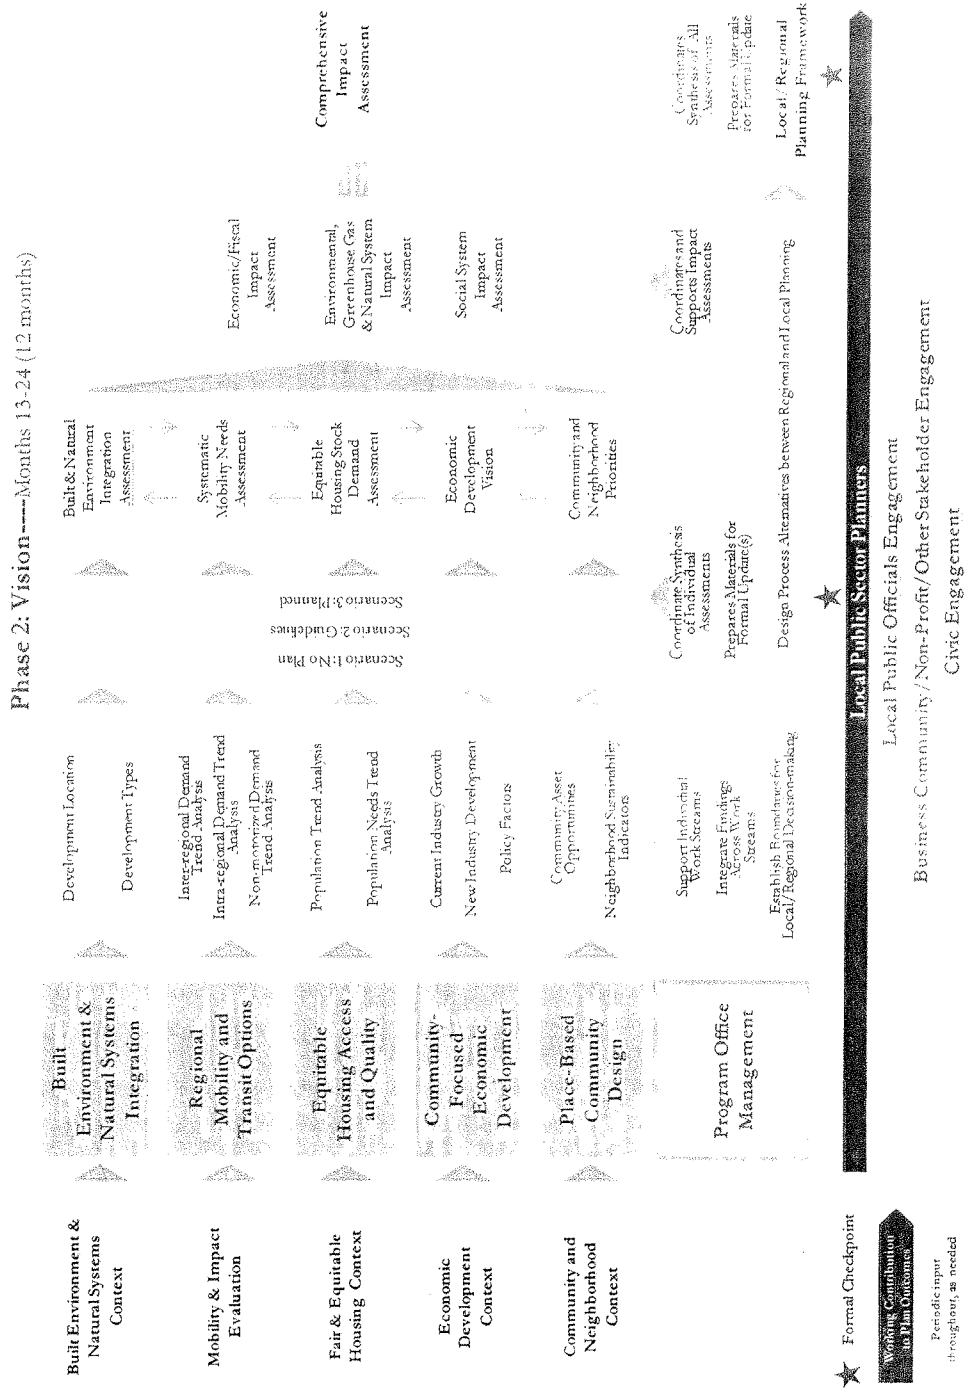 Phase 2: Vision----Months 13-24 (12 months)
Built Environment &
Natural Systems
Context
Built
Environment &
Natural Systems
Integration
Development Location
Development Types
Built & Natural
Environment
Integration
Assessment
Mobility & Impact
Evaluation
Regional
Mobility and
Transit Options
Inter-regional Demand
Trend Analysis
Intra-regional Demand Trend
Analysis
Non-motorized Demand
Trend Analysis
Systematic
Mobility Needs
Assessment
Fair & Equitable
Housing Context
Equitable
Housing Access
and Quality
Population Trend Analysis
Population Needs Trend
Analysis
Equitable
Housing Stock
Demand
Assessment
Economic
Development
Context
Community-
Focused
Economic
Development
Current Industry Growth
New Industry Development
Policy Factors
Economic
Development
Vision
Community and
Neighborhood
Context
Place-Based
Community
Design
Community Asset
Opportunines
Neighborhood Sustainability
Indicators
Community and
Neighborhood
Priorities
Scenario 1: No Plan
Scenario 2: Guidelines
Scenario 3: Planned
Economic/Fiscal
Impact
Assessment
Environmental,
Greenhouse Gas
& Natural System
Impact
Assessment
Social System
Impact
Assessment
Comprehensive
Impact
Assessment
Program Office
Management
Support Individual
Work Streams
Integrate Findings
Across Work
Streams
Establish Boundaries for
Local/Regional Decision-making
Coordinate Synthesis
of Individual
Assessments
Prepares Materials for
Formal Update(s)
Design Process Alternatives between Regional and Local Planning
Coordinates and
Supports Impact
Assessments
Coordinates
Synthesis of All
Assessments
Prepares Materials
for Formal Update
Local/Regional
Planning Framework
Formal Checkpoint
Local Public Sector Planners
Working Contribution
to Plan Outcomes
Local Public Officials Engagement
Business Community/Non-Profit/Other Stakeholder Engagement
Periodic input
throughout, as needed
Civic Engagement